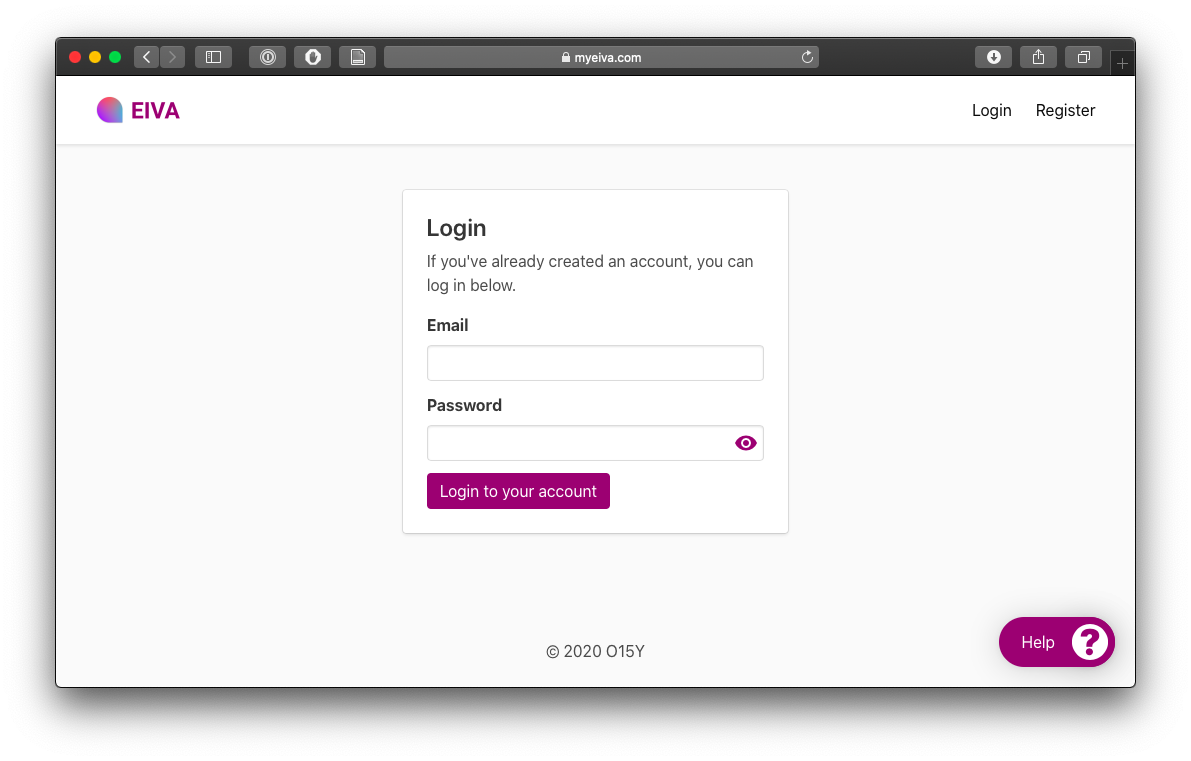 myeiva.com
EIVA
Login
Register
Login
If you've already created an account, you can
log in below.
Email
Password
Login to your account
© 2020 O15Y
Help ?